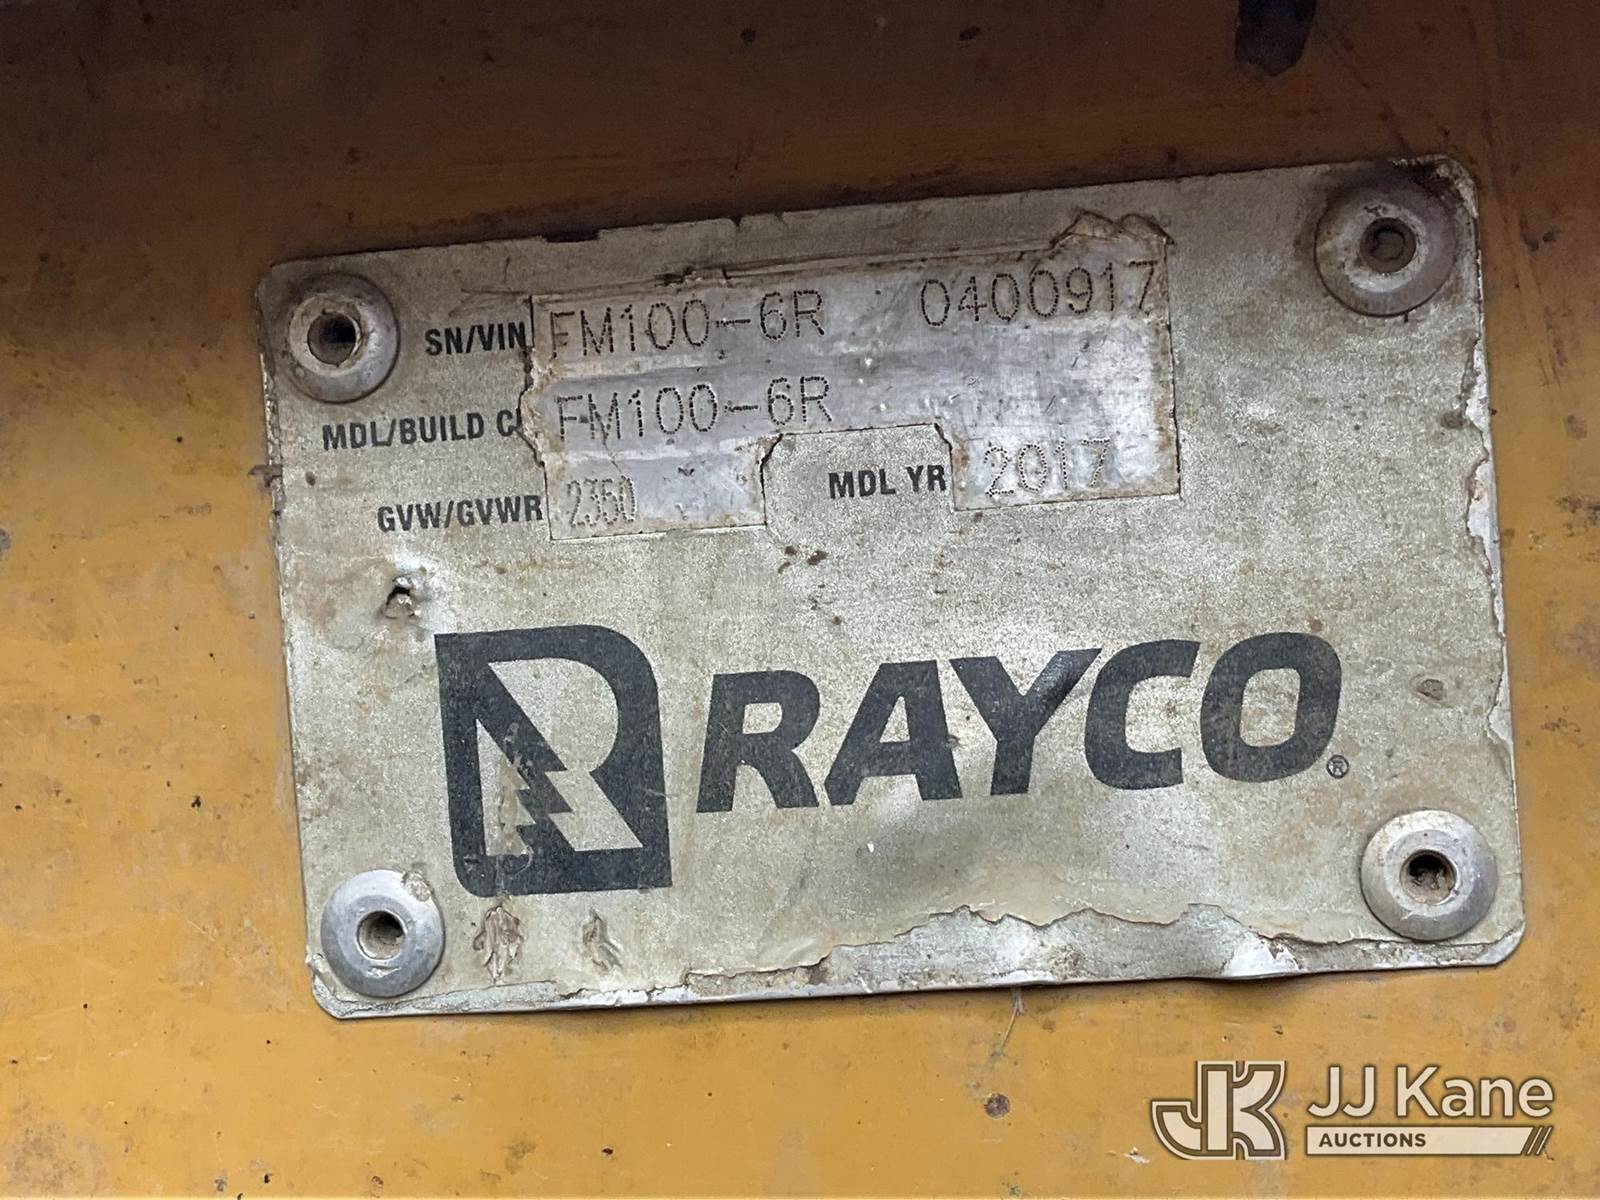 SN/VIN FM100-6R 0400917
MDL/BUILD FM100-6R
GVW/GVWR 2350 MDL YR 2017
RAYCO®
JJ Kane
AUCTIONS